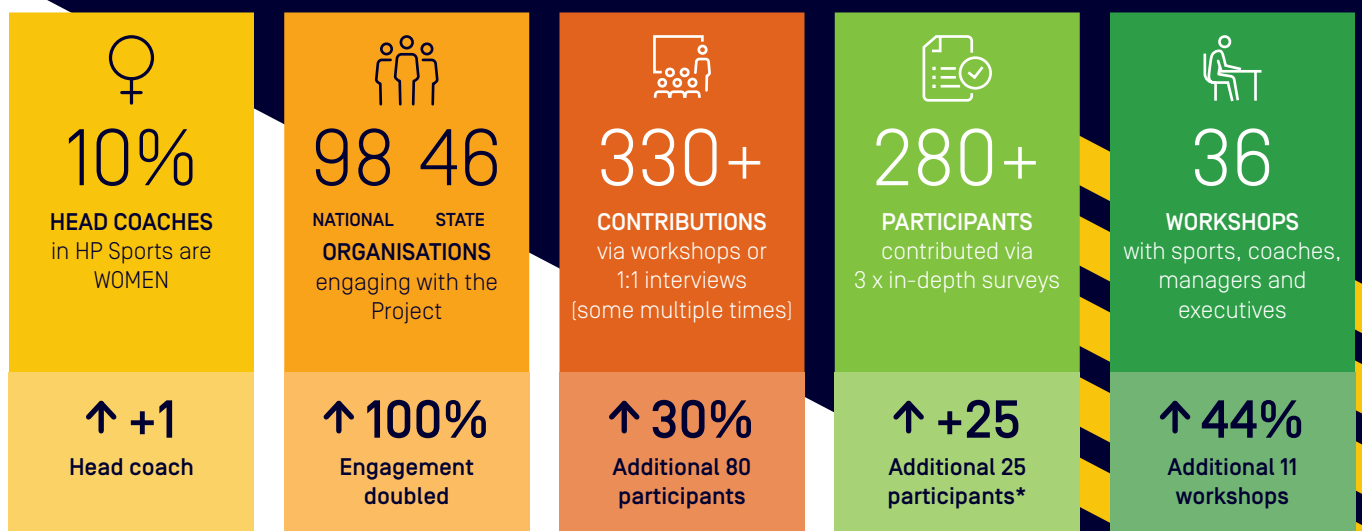 10%
HEAD COACHES
in HP Sports are
WOMEN
↑ +1
Head coach
98 46
NATIONAL STATE
ORGANISATIONS
engaging with the
Project
↑ 100%
Engagement
doubled
330+
CONTRIBUTIONS
via workshops or
1:1 interviews
(some multiple times)
↑ 30%
Additional 80
participants
280+
PARTICIPANTS
contributed via
3 x in-depth surveys
↑ +25
Additional 25
participants*
36
WORKSHOPS
with sports, coaches,
managers and
executives
↑ 44%
Additional 11
workshops